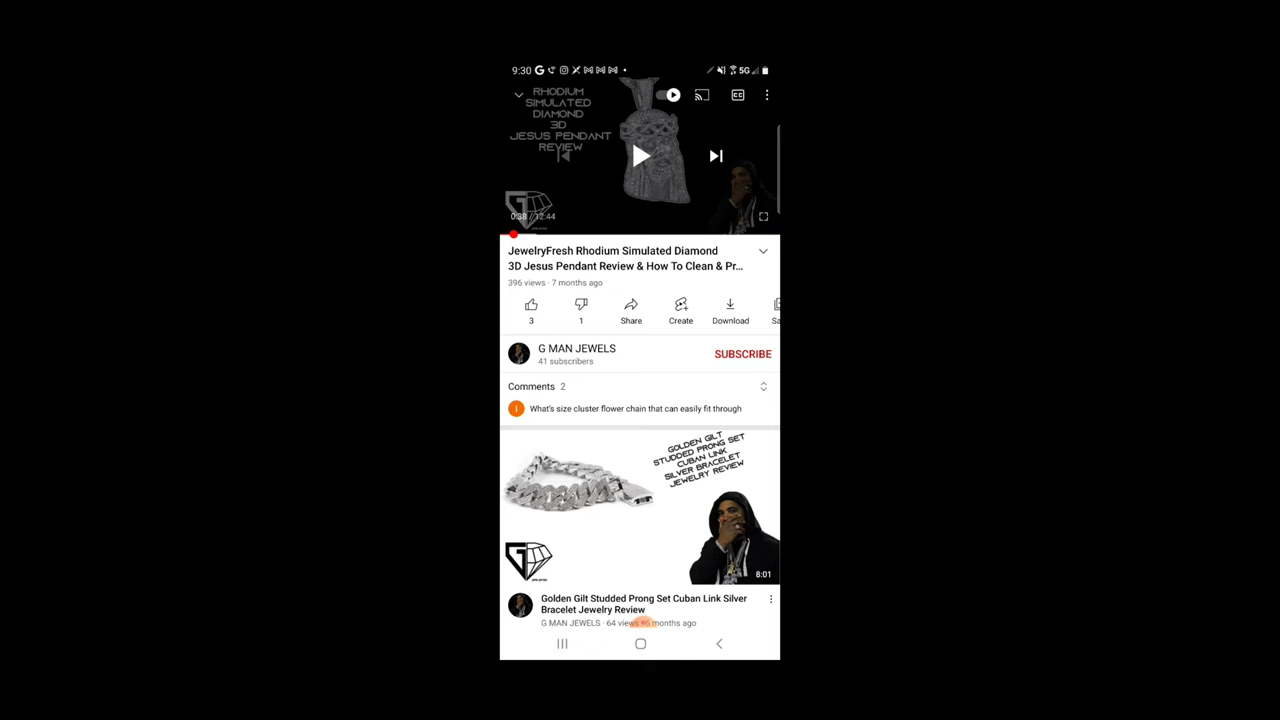 9:30
5G
RHODIUM
SIMULATED
DIAMOND
3D
JESUS PENDANT
REVIEW
CC
G
0:38 / 12:44
JewelryFresh Rhodium Simulated Diamond
3D Jesus Pendant Review & How To Clean & Pr...
396 views · 7 months ago
3
1
Share
Create
Download
Sa
G MAN JEWELS
41 subscribers
SUBSCRIBE
Comments 2
I
What's size cluster flower chain that can easily fit through
GOLDEN GILT
STUDDED PRONG SET
CUBAN LINK
SILVER BRACELET
JEWELRY REVIEW
G
8:01
Golden Gilt Studded Prong Set Cuban Link Silver
Bracelet Jewelry Review
G MAN JEWELS · 64 views · 6 months ago